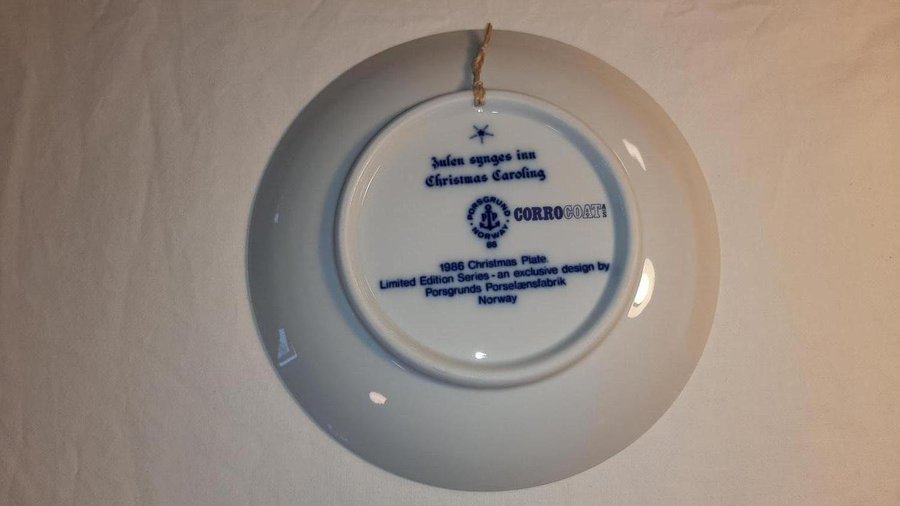 Julen synges inn
Christmas Caroling
PORSGRUND
NORWAY
86
CORROCOAT A/S
1986 Christmas Plate.
Limited Edition Series - an exclusive design by
Porsgrunds Porselænsfabrik
Norway